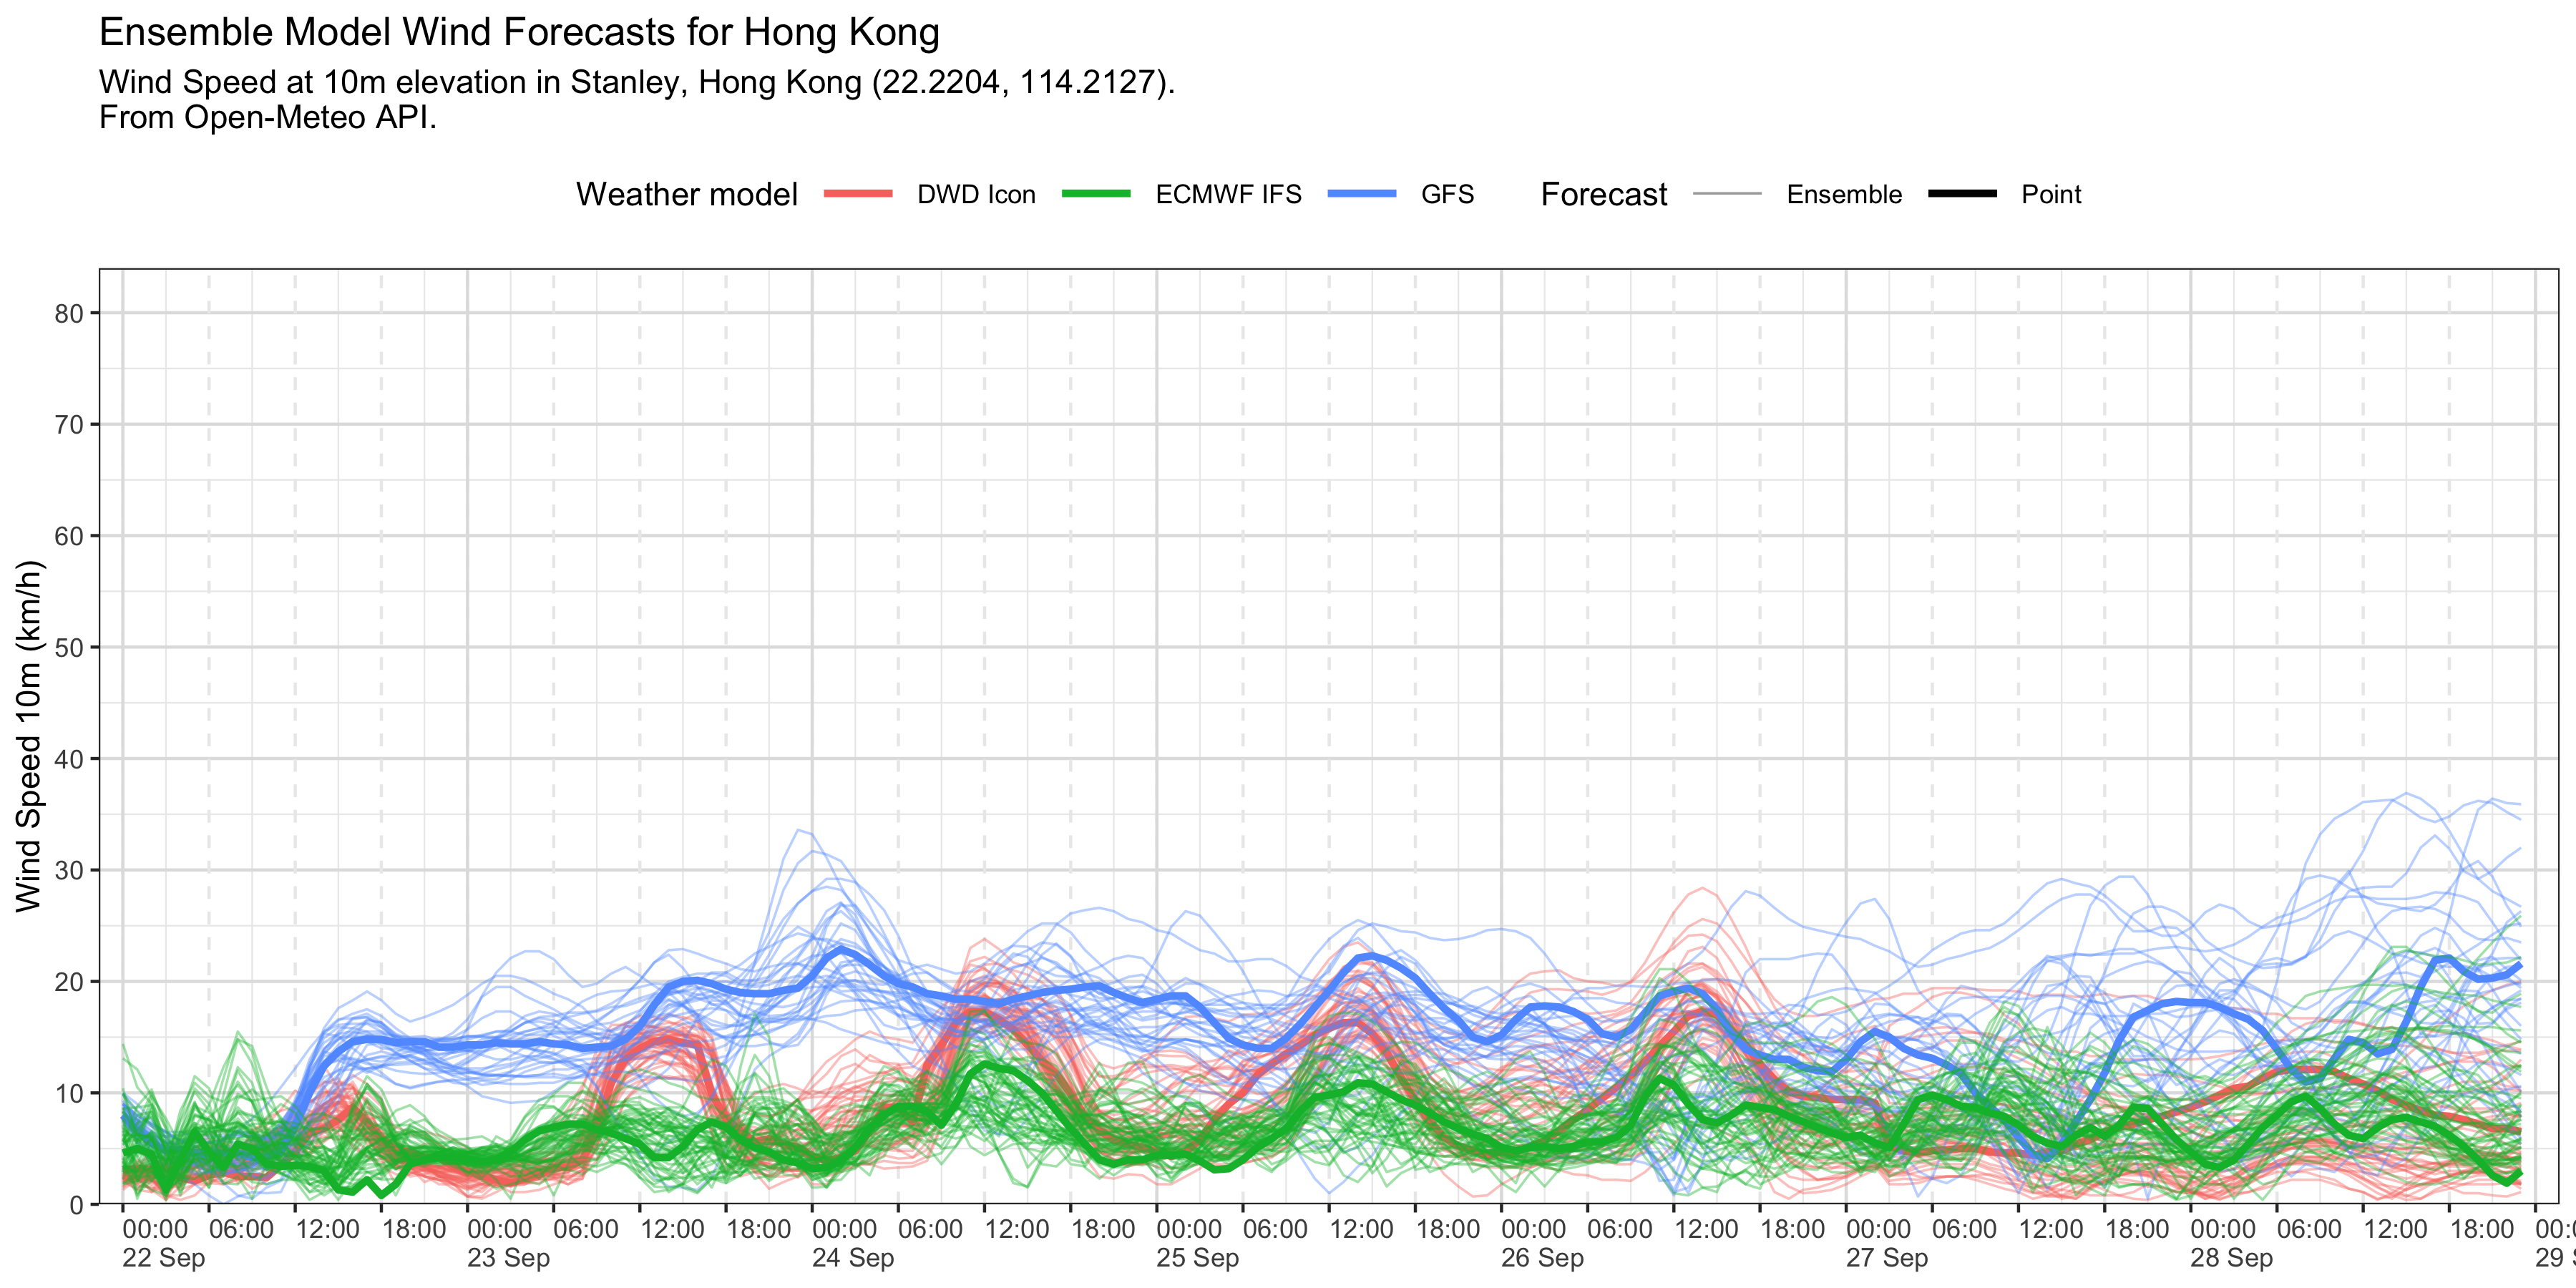 Ensemble Model Wind Forecasts for Hong Kong
Wind Speed at 10m elevation in Stanley, Hong Kong (22.2204, 114.2127).
From Open-Meteo API.
Weather model DWD Icon ECMWF IFS GFS Forecast Ensemble Point
Wind Speed 10m (km/h)
80
70
60
50
40
30
20
10
0
00:00 06:00 12:00 18:00 00:00 06:00 12:00 18:00 00:00 06:00 12:00 18:00 00:00 06:00 12:00 18:00 00:00 06:00 12:00 18:00 00:00 06:00 12:00 18:00 00:00 06:00 12:00 18:00
22 Sep 23 Sep 24 Sep 25 Sep 26 Sep 27 Sep 28 Sep 29